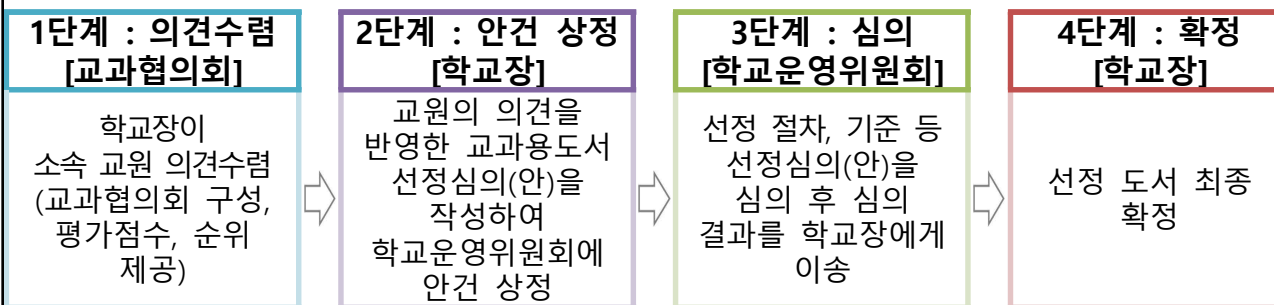 1단계 : 의견수렴
[교과협의회]
학교장이
소속 교원 의견수렴
(교과협의회 구성,
평가점수, 순위
제공)
2단계 : 안건 상정
[학교장]
교원의 의견을
반영한 교과용도서
선정심의(안)을
작성하여
학교운영위원회에
안건 상정
3단계 : 심의
[학교운영위원회]
선정 절차, 기준 등
선정심의(안)을
심의 후 심의
결과를 학교장에게
이송
4단계 : 확정
[학교장]
선정 도서 최종
확정